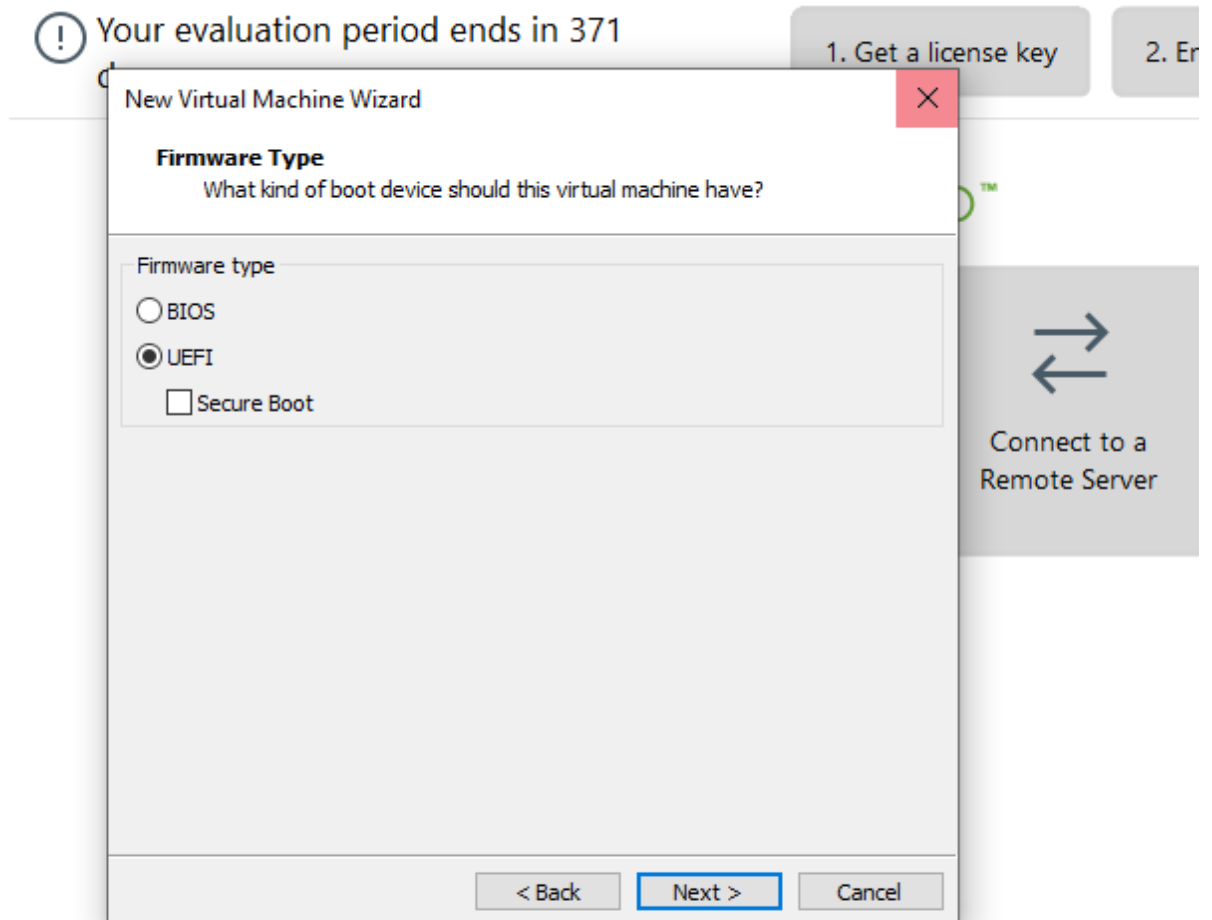 Your evaluation period ends in 371
1. Get a license key
New Virtual Machine Wizard
Firmware Type
What kind of boot device should this virtual machine have?
™
Firmware type
BIOS
UEFI
Secure Boot
Connect to a
Remote Server
< Back
Next >
Cancel